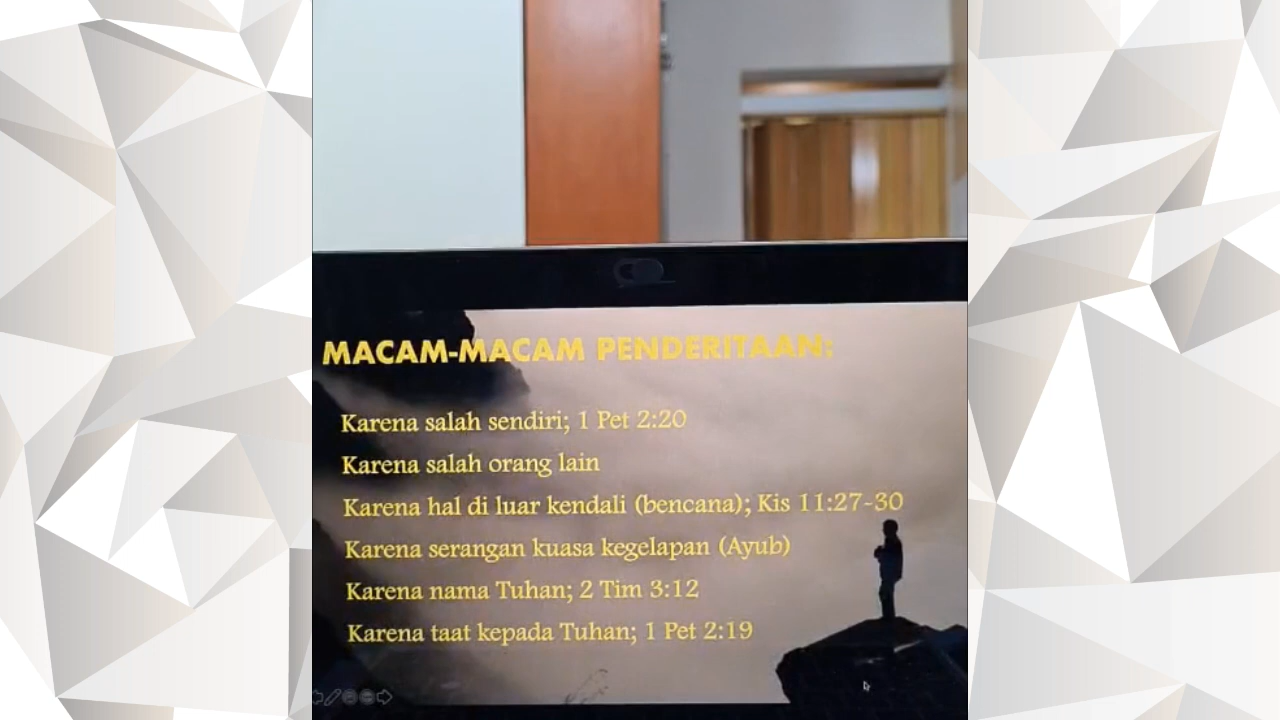 MACAM-MACAM PENDERITAAN:
Karena salah sendiri; 1 Pet 2:20
Karena salah orang lain
Karena hal di luar kendali (bencana); Kis 11:27-30
Karena serangan kuasa kegelapan (Ayub)
Karena nama Tuhan; 2 Tim 3:12
Karena taat kepada Tuhan; 1 Pet 2:19